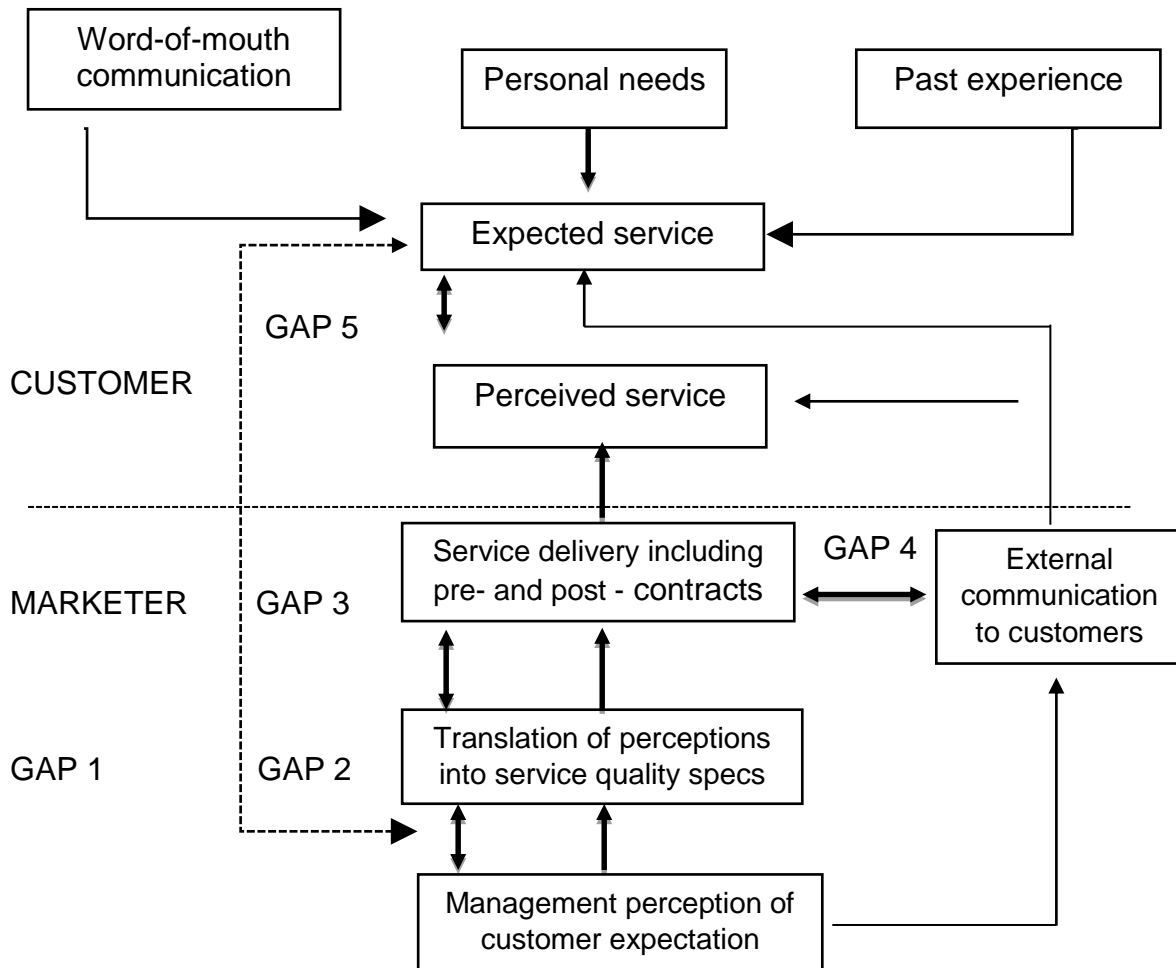 Word-of-mouth
communication
Personal needs
Past experience
Expected service
GAP 5
CUSTOMER
Perceived service
Service delivery including
pre- and post - contracts
GAP 4
External
communication
to customers
MARKETER
GAP 3
Translation of perceptions
into service quality specs
GAP 1
GAP 2
Management perception of
customer expectation